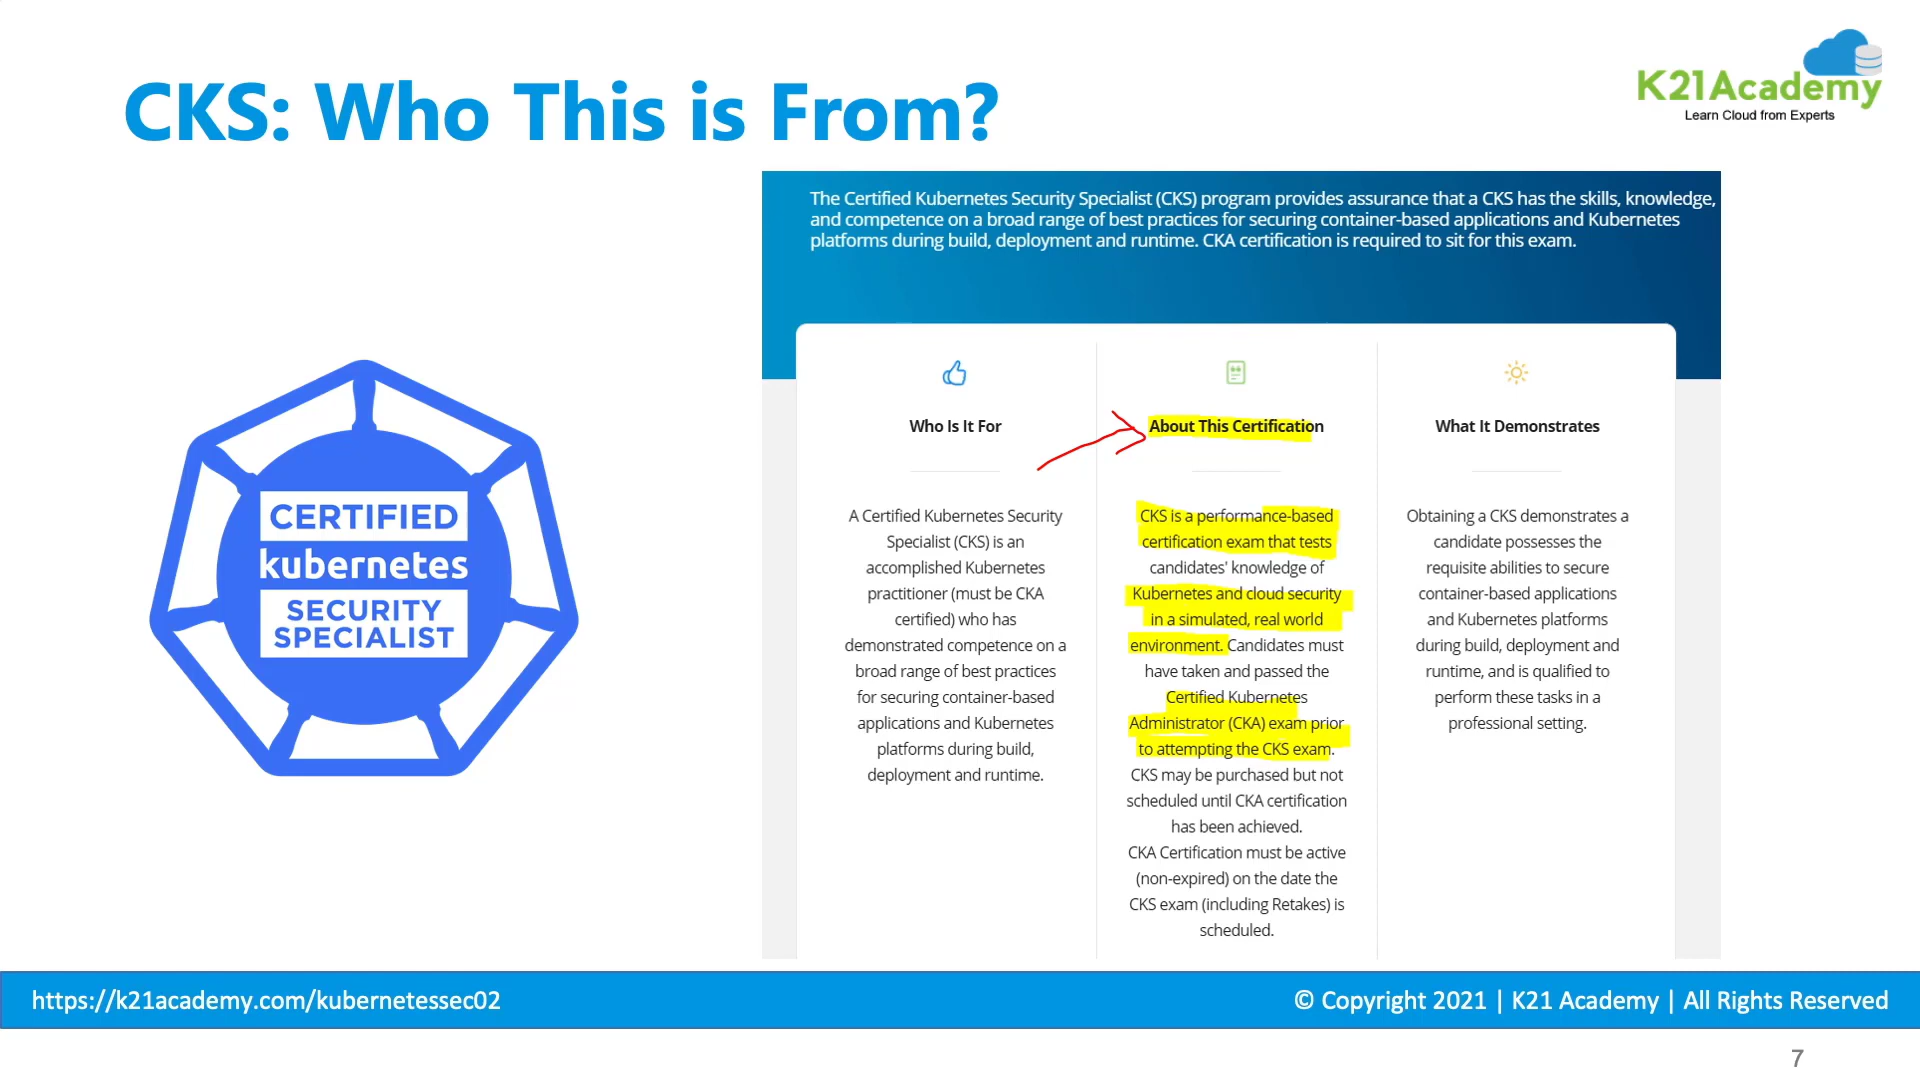 CKS: Who This is From?
K21Academy
Learn Cloud from Experts
The Certified Kubernetes Security Specialist (CKS) program provides assurance that a CKS has the skills, knowledge,
and competence on a broad range of best practices for securing container-based applications and Kubernetes
platforms during build, deployment and runtime. CKA certification is required to sit for this exam.
CERTIFIED
kubernetes
SECURITY
SPECIALIST
Who Is It For
A Certified Kubernetes Security
Specialist (CKS) is an
accomplished Kubernetes
practitioner (must be CKA
certified) who has
demonstrated competence on a
broad range of best practices
for securing container-based
applications and Kubernetes
platforms during build,
deployment and runtime.
About This Certification
CKS is a performance-based
certification exam that tests
candidates' knowledge of
Kubernetes and cloud security
in a simulated, real world
environment. Candidates must
have taken and passed the
Certified Kubernetes
Administrator (CKA) exam prior
to attempting the CKS exam.
CKS may be purchased but not
scheduled until CKA certification
has been achieved.
CKA Certification must be active
(non-expired) on the date the
CKS exam (including Retakes) is
scheduled.
What It Demonstrates
Obtaining a CKS demonstrates a
candidate possesses the
requisite abilities to secure
container-based applications
and Kubernetes platforms
during build, deployment and
runtime, and is qualified to
perform these tasks in a
professional setting.
https://k21academy.com/kubernetessec02
© Copyright 2021 | K21 Academy | All Rights Reserved
7